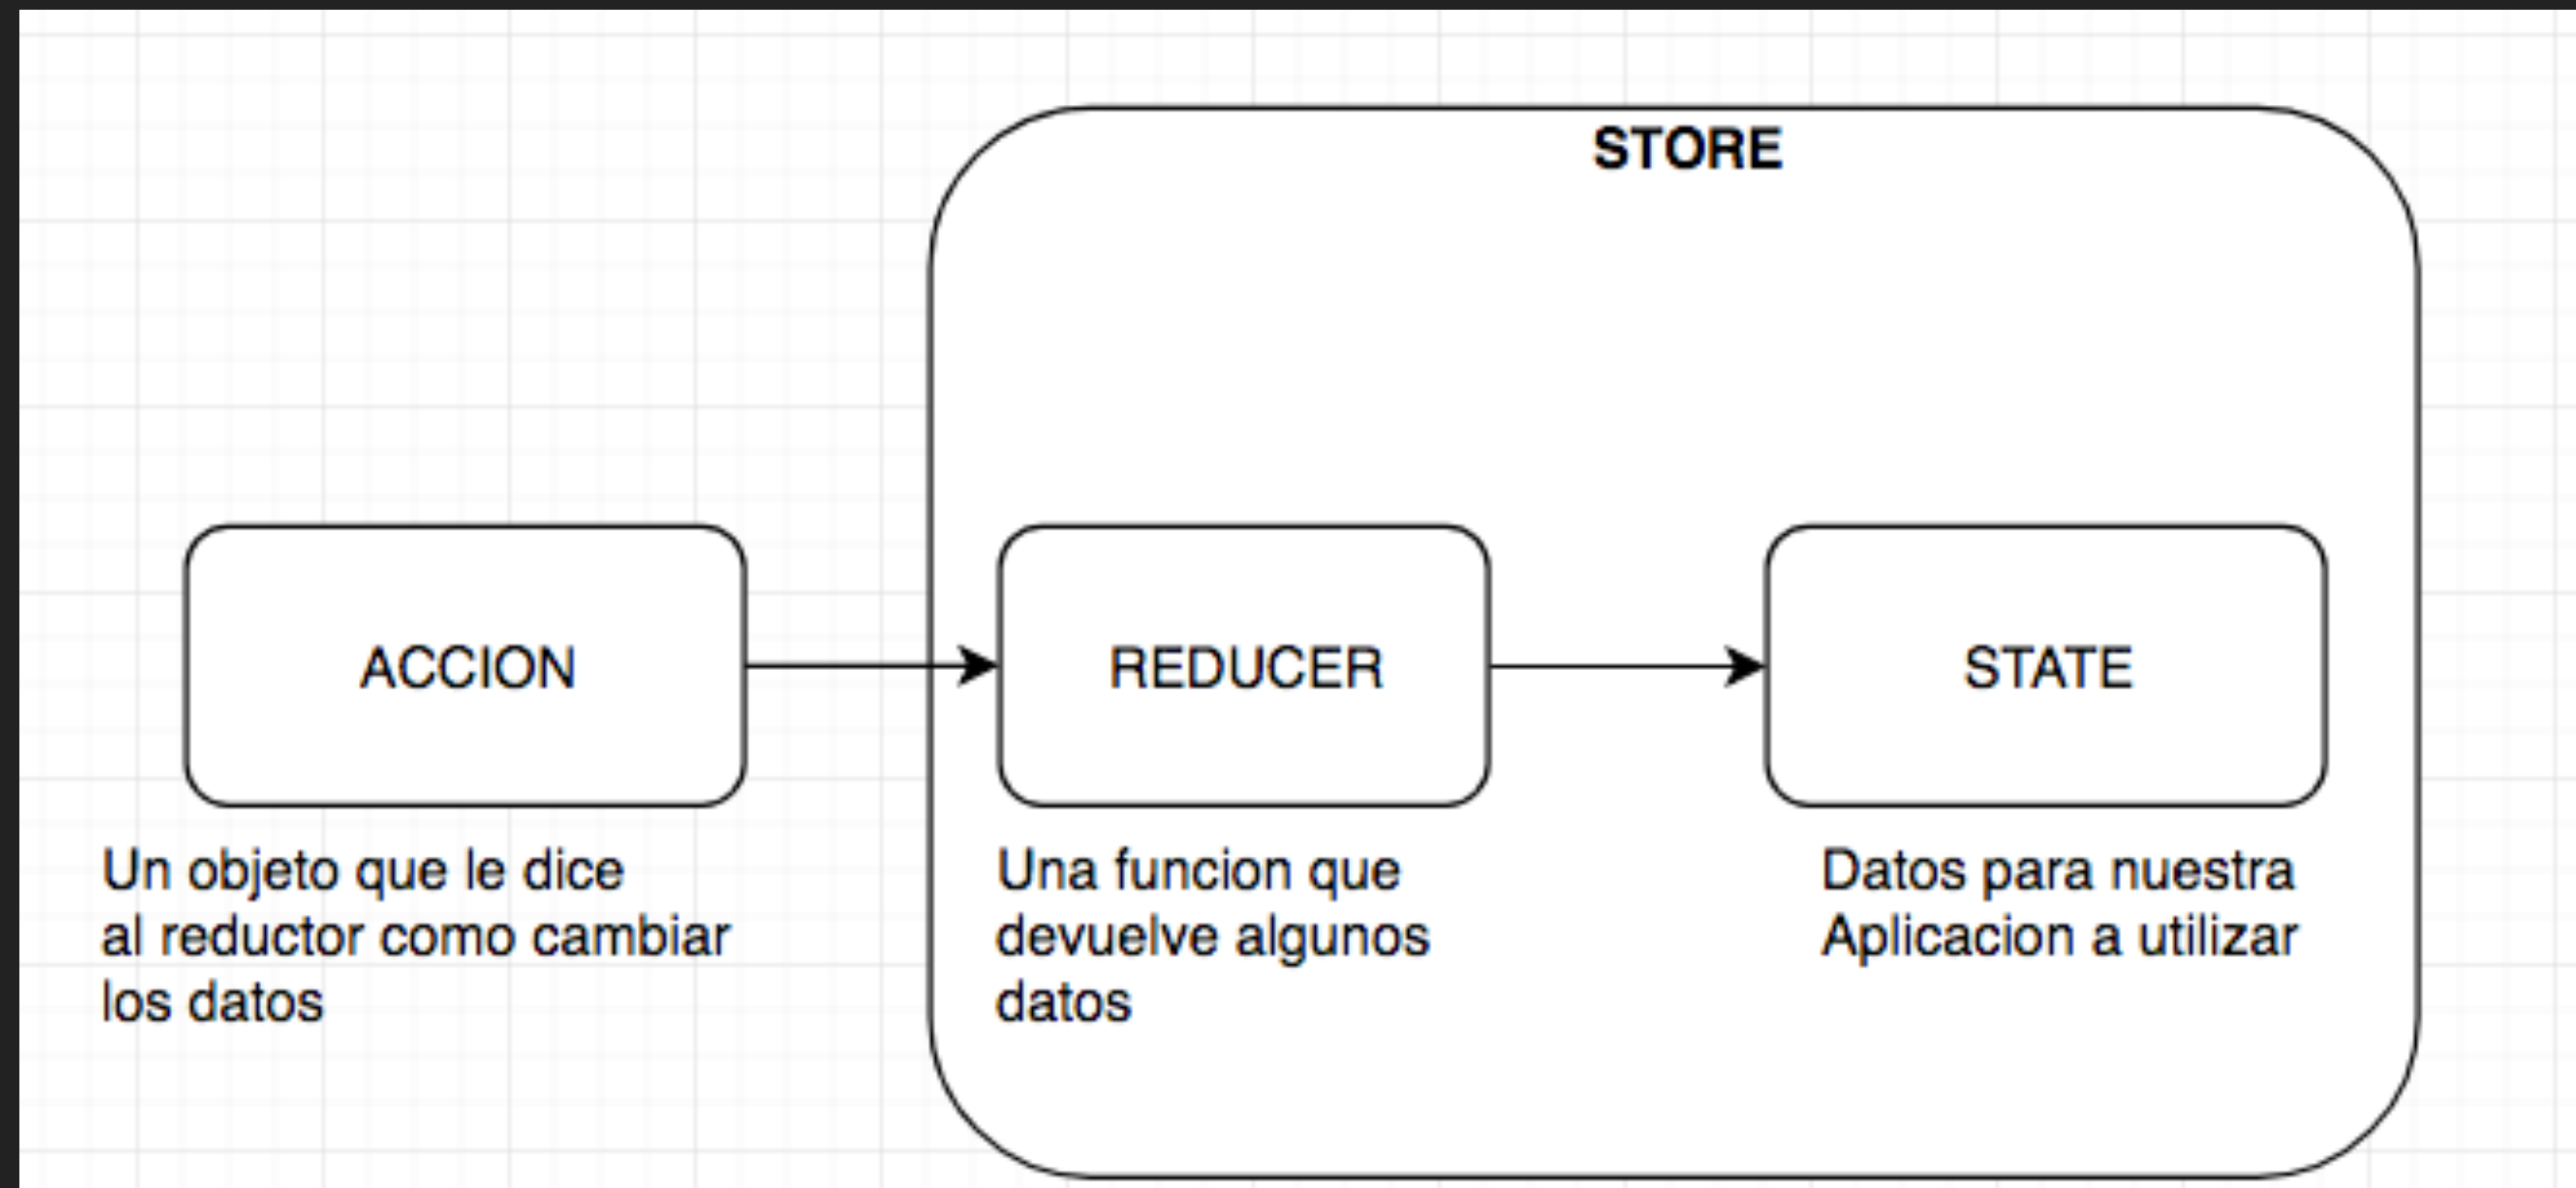 STORE
ACCION
REDUCER
STATE
Un objeto que le dice
al reductor como cambiar
los datos
Una funcion que
devuelve algunos
datos
Datos para nuestra
Aplicacion a utilizar